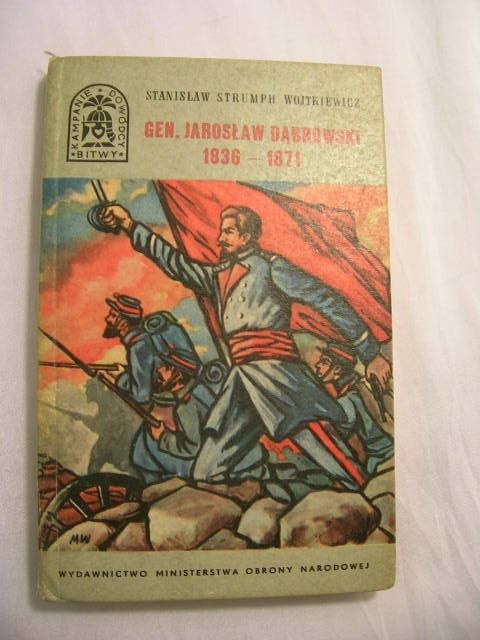 KAMPANIE
DOWÓDCY
* BITWY *
STANISŁAW STRUMPH WOJTKIEWICZ
GEN. JAROSŁAW DĄBROWSKI
1836 – 1871
MW
WYDAWNICTWO MINISTERSTWA OBRONY NARODOWEJ